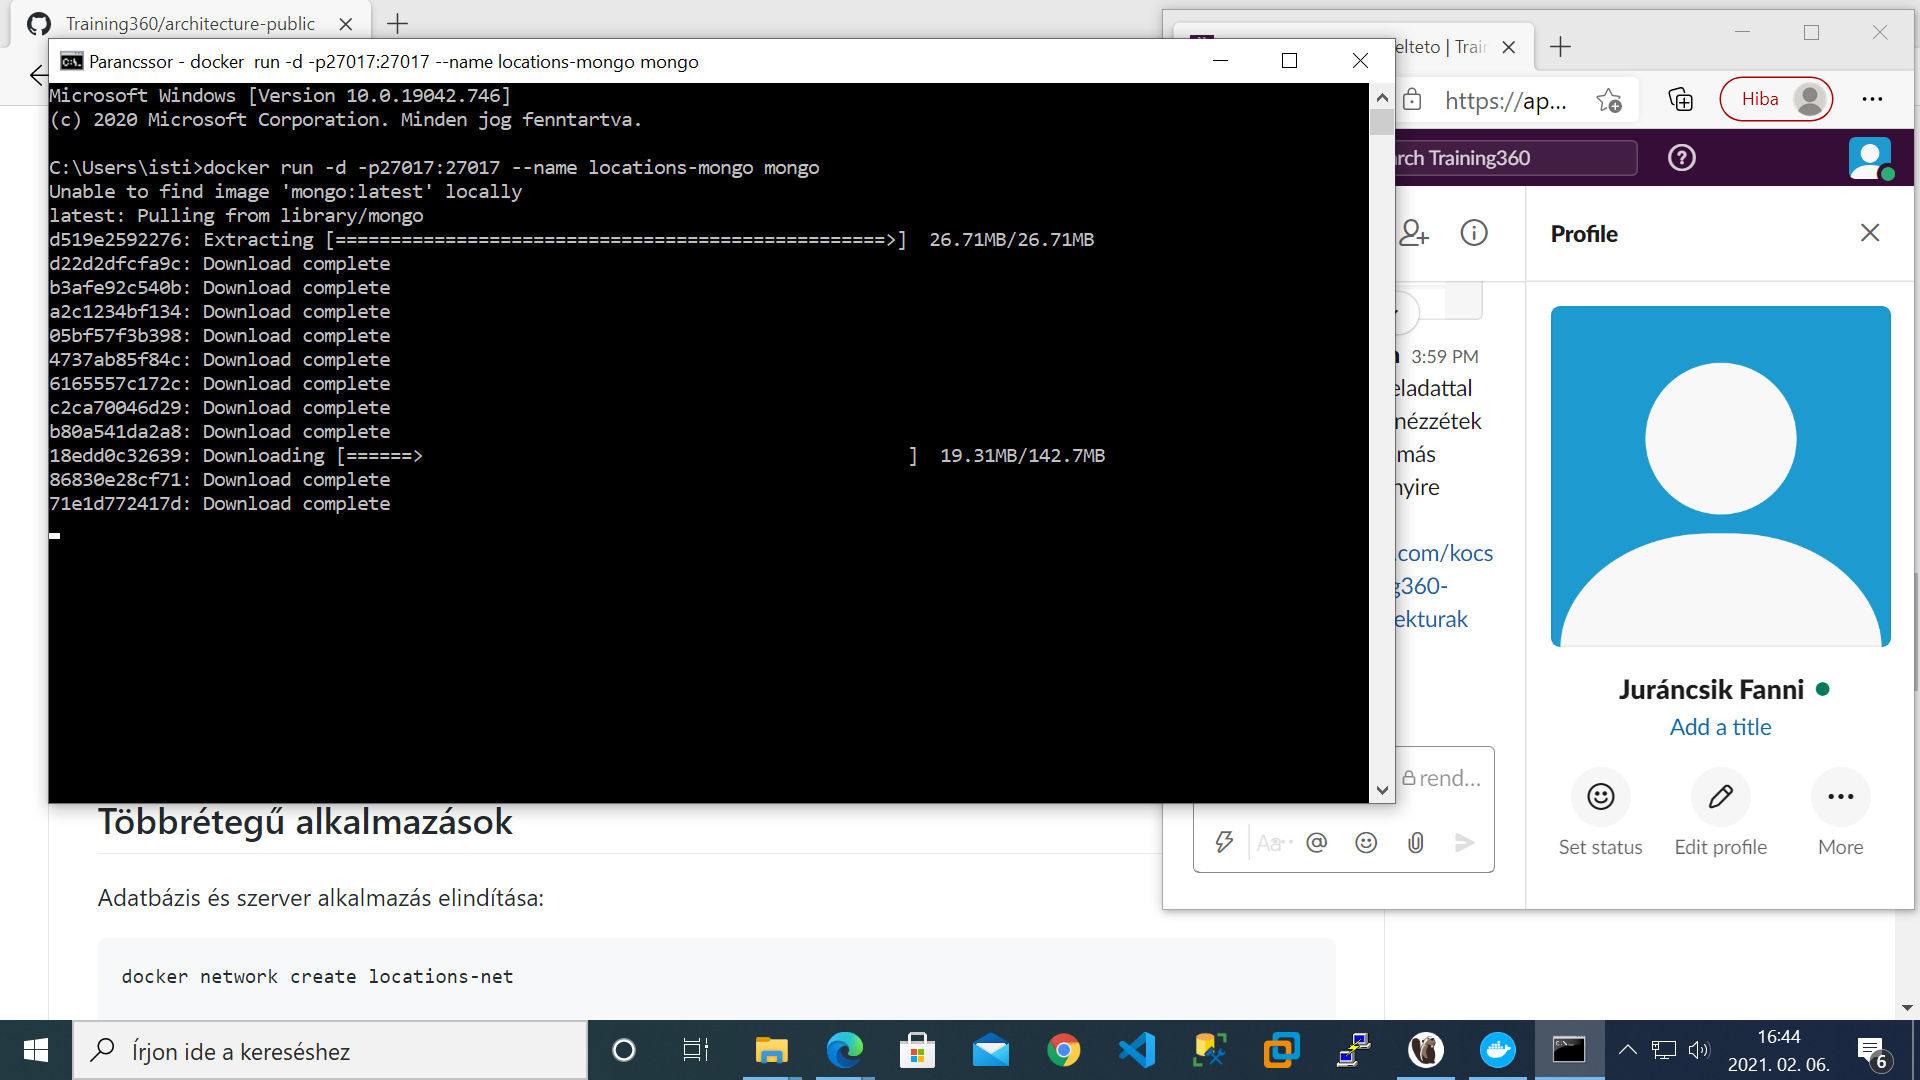 Training360/architecture-public
Parancssor - docker  run -d -p27017:27017 --name locations-mongo mongo
Microsoft Windows [Version 10.0.19042.746]
(c) 2020 Microsoft Corporation. Minden jog fenntartva.
C:\Users\isti>docker run -d -p27017:27017 --name locations-mongo mongo
Unable to find image 'mongo:latest' locally
latest: Pulling from library/mongo
d519e2592276: Extracting [==================================================>]  26.71MB/26.71MB
d22d2dfcfa9c: Download complete
b3afe92c540b: Download complete
a2c1234bf134: Download complete
05bf57f3b398: Download complete
4737ab85f84c: Download complete
6165557c172c: Download complete
c2ca70046d29: Download complete
b80a541da2a8: Download complete
18edd0c32639: Downloading [======>                                            ]  19.31MB/142.7MB
86830e28cf71: Download complete
71e1d772417d: Download complete
Többrétegű alkalmazások
Adatbázis és szerver alkalmazás elindítása:
docker network create locations-net
elteto | Trai
https://ap...
Hiba
rch Training360
3:59 PM
eladattal
nézzétek
más
nyire
.com/kocs
g360-
ekturak
rend...
Aa
Profile
Juráncsik Fanni
Add a title
Set status
Edit profile
More
Írjon ide a kereséshez
16:44
2021. 02. 06.
6